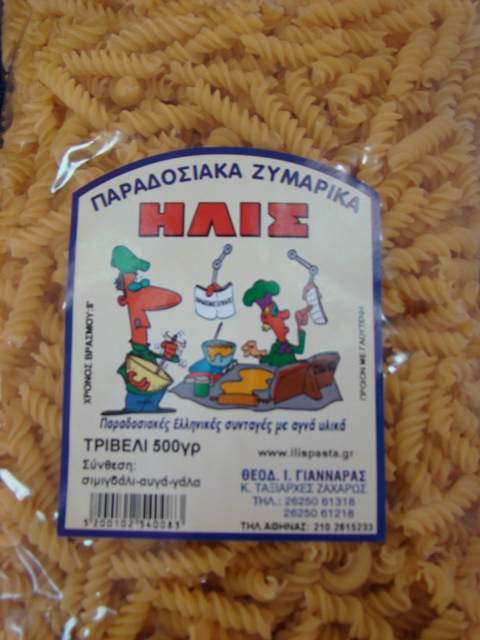 ΠΑΡΑΔΟΣΙΑΚΑ ΖΥΜΑΡΙΚΑ
ΗΛΙΣ
ΧΡΟΝΟΣ ΒΡΑΣΜΟΥ: 8'
ΠΡΟΙΟΝ ΜΕ ΓΛΟΥΤΕΝΗ
Παραδοσιακές Ελληνικές συνταγές με αγνά υλικά
ΤΡΙΒΕΛΙ 500γρ
www.ilispasta.gr
Σύνθεση:
σιμιγδάλι-αυγά-γάλα
ΘΕΟΔ. Ι. ΓΙΑΝΝΑΡΑΣ
Κ. ΤΑΞΙΑΡΧΕΣ ΖΑΧΑΡΩΣ
ΤΗΛ.: 26250 61318
26250 61218
ΤΗΛ. ΑΘΗΝΑΣ: 210 2615233
5200102540083